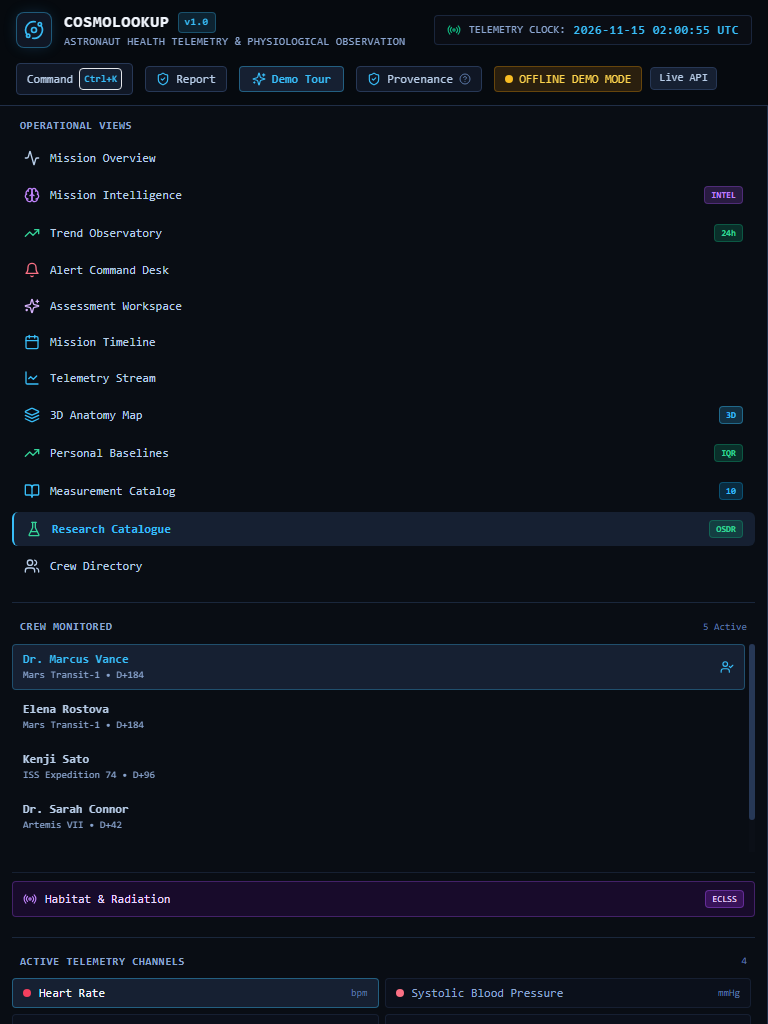 COSMOLOOKUP v1.0
ASTRONAUT HEALTH TELEMETRY & PHYSIOLOGICAL OBSERVATION
TELEMETRY CLOCK: 2026-11-15 02:00:55 UTC
Command Ctrl+K Report Demo Tour Provenance ? OFFLINE DEMO MODE Live API
OPERATIONAL VIEWS
Mission Overview
Mission Intelligence INTEL
Trend Observatory 24h
Alert Command Desk
Assessment Workspace
Mission Timeline
Telemetry Stream
3D Anatomy Map 3D
Personal Baselines IQR
Measurement Catalog 10
Research Catalogue OSDR
Crew Directory
CREW MONITORED 5 Active
Dr. Marcus Vance
Mars Transit-1 • D+184
Elena Rostova
Mars Transit-1 • D+184
Kenji Sato
ISS Expedition 74 • D+96
Dr. Sarah Connor
Artemis VII • D+42
Habitat & Radiation ECLSS
ACTIVE TELEMETRY CHANNELS 4
Heart Rate bpm Systolic Blood Pressure mmHg